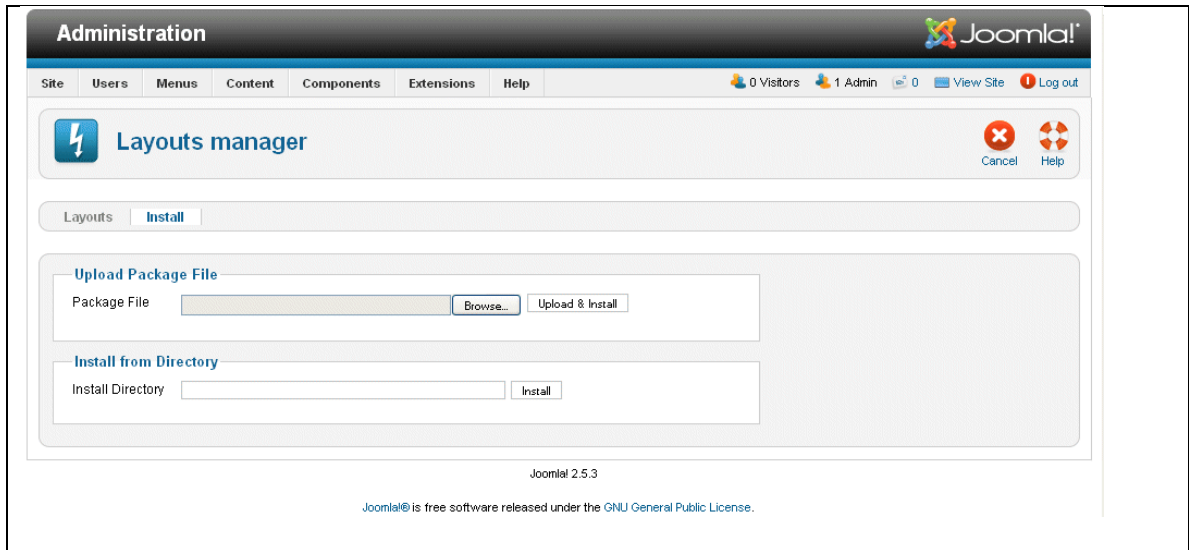 Administration
Joomla!
Site Users Menus Content Components Extensions Help 0 Visitors 1 Admin 0 View Site Log out
Layouts manager
Cancel Help
Layouts Install
Upload Package File
Package File Browse... Upload & Install
Install from Directory
Install Directory Install
Joomla! 2.5.3
Joomla!® is free software released under the GNU General Public License.